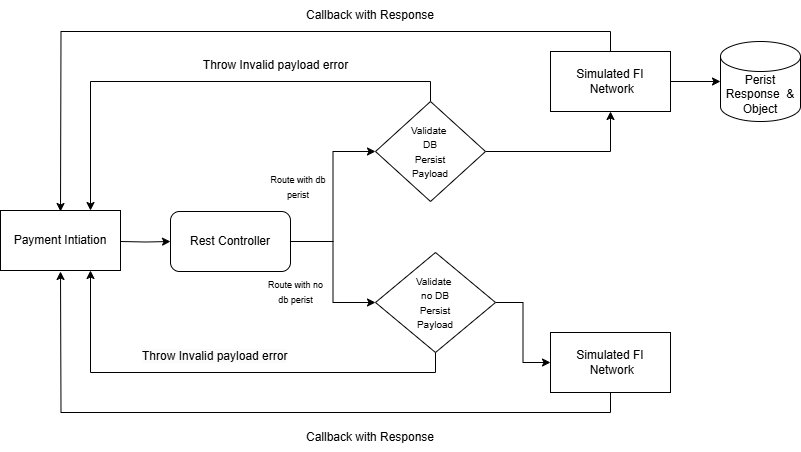 Callback with Response
Throw Invalid payload error
Simulated FI
Network
Perist
Response &
Object
Validate
DB
Persist
Payload
Route with db
perist
Payment Intiation
Rest Controller
Route with no
db perist
Validate
no DB
Persist
Payload
Throw Invalid payload error
Simulated FI
Network
Callback with Response